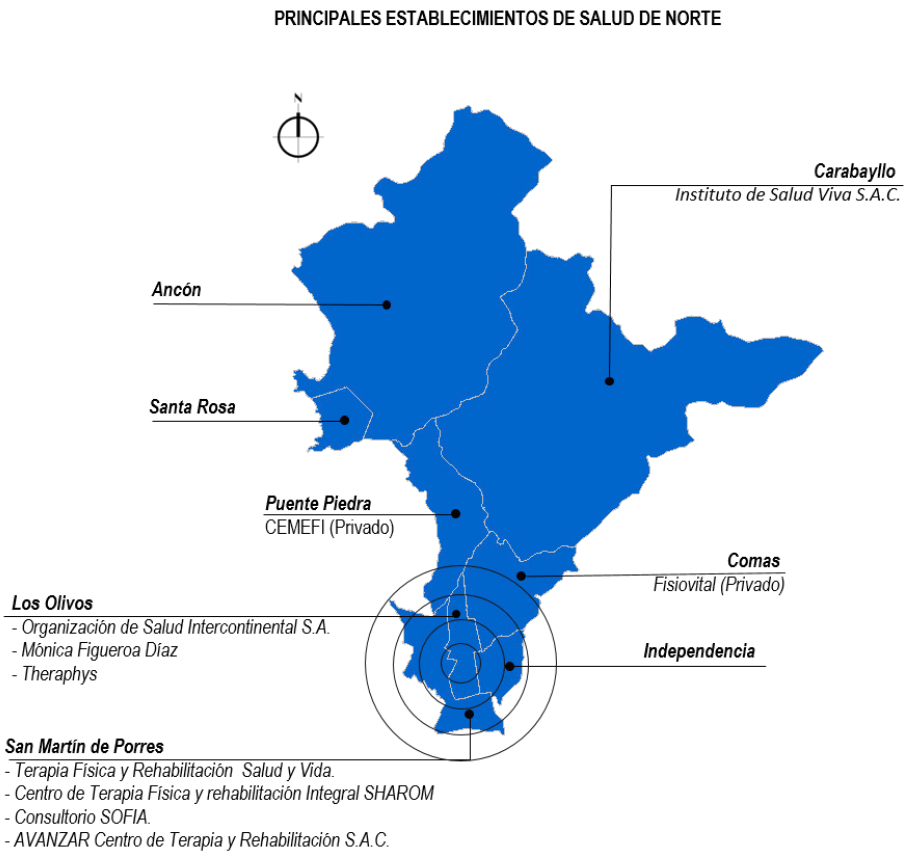 PRINCIPALES ESTABLECIMIENTOS DE SALUD DE NORTE
N
Carabayllo
Instituto de Salud Viva S.A.C.
Ancón
Santa Rosa
Puente Piedra
CEMEFI (Privado)
Comas
Fisiovital (Privado)
Los Olivos
- Organización de Salud Intercontinental S.A.
- Mónica Figueroa Díaz
- Theraphys
Independencia
San Martín de Porres
- Terapia Física y Rehabilitación Salud y Vida.
- Centro de Terapia Física y rehabilitación Integral SHAROM
- Consultorio SOFIA.
- AVANZAR Centro de Terapia y Rehabilitación S.A.C.